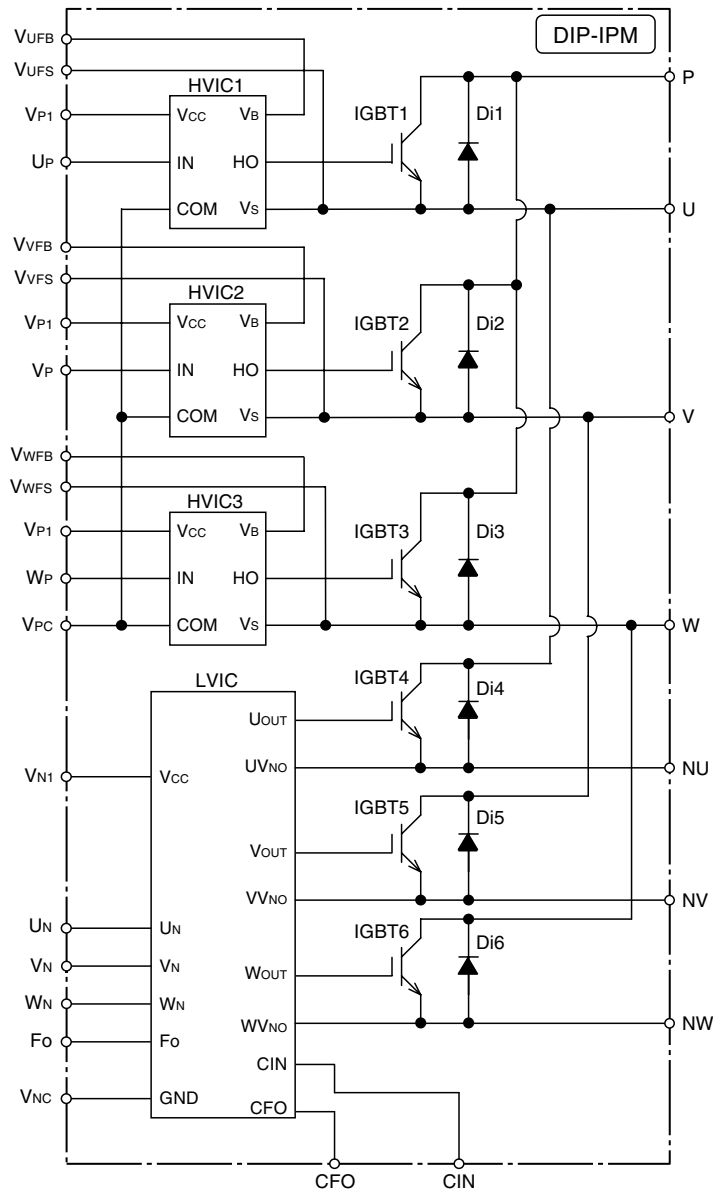 DIP-IPM
VUFB
VUFS
HVIC1
VP1
VCC
VB
IGBT1
Di1
P
UP
IN
HO
COM
VS
U
VVFB
VVFS
HVIC2
VP1
VCC
VB
IGBT2
Di2
VP
IN
HO
COM
VS
V
VWFB
VWFS
HVIC3
VP1
VCC
VB
IGBT3
Di3
WP
IN
HO
VPC
COM
VS
W
LVIC
IGBT4
Di4
UOUT
UVNO
NU
VN1
VCC
IGBT5
Di5
VOUT
VVNO
NV
UN
UN
IGBT6
Di6
VN
VN
WOUT
WN
WN
WVNO
NW
Fo
Fo
CIN
VNC
GND
CFO
CFO
CIN